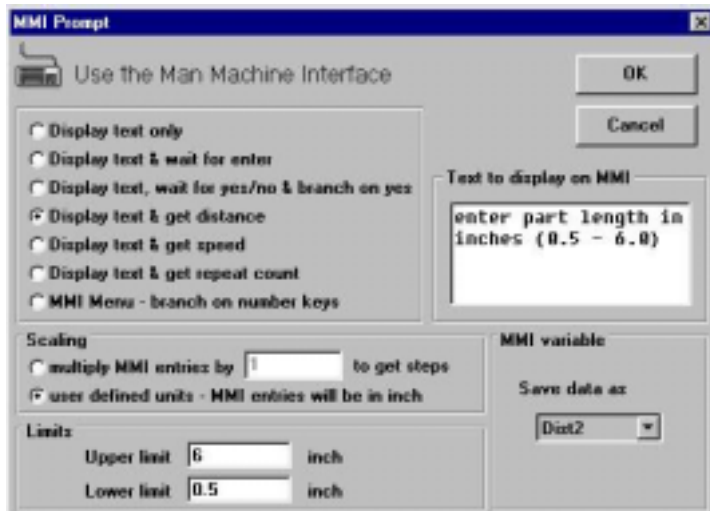 MMI Prompt
Use the Man Machine Interface
OK
Cancel
Display text only
Display text & wait for enter
Display text, wait for yes/no & branch on yes
Display text & get distance
Display text & get speed
Display text & get repeat count
MMI Menu - branch on number keys
Text to display on MMI
enter part length in
inches (0.5 - 6.0)
Scaling
multiply MMI entries by 1 to get steps
user defined units - MMI entries will be in inch
MMI variable
Save data as
Dist2
Limits
Upper limit 6 inch
Lower limit 0.5 inch